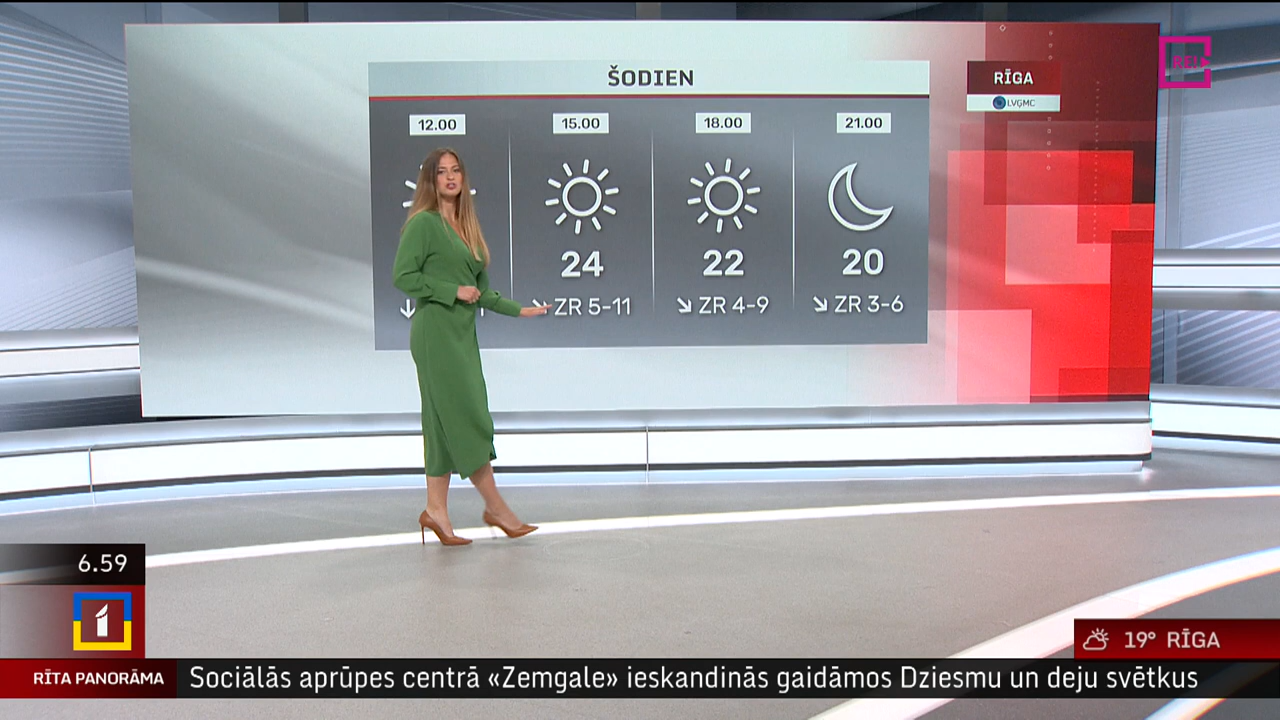 ŠODIEN
RĪGA
RE!
LVĢMC
12.00
15.00
18.00
21.00
24
22
20
ZR 5-11
ZR 4-9
ZR 3-6
6.59
1
19° RĪGA
RĪTA PANORĀMA
Sociālās aprūpes centrā «Zemgale» ieskandinās gaidāmos Dziesmu un deju svētkus